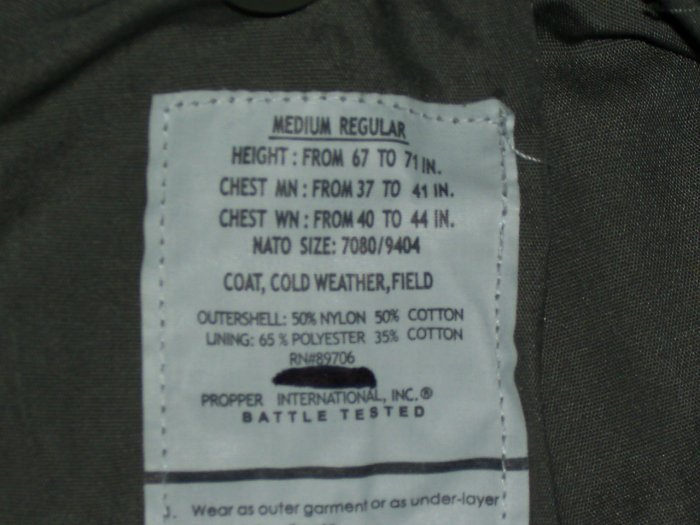 MEDIUM REGULAR
HEIGHT: FROM 67 TO 71 IN.
CHEST MN: FROM 37 TO 41 IN.
CHEST WN: FROM 40 TO 44 IN.
NATO SIZE: 7080/9404
COAT, COLD WEATHER, FIELD
OUTERSHELL: 50% NYLON 50% COTTON
LINING: 65% POLYESTER 35% COTTON
RN#89706
PROPPER INTERNATIONAL, INC.®
BATTLE TESTED
1. Wear as outer garment or as under-layer